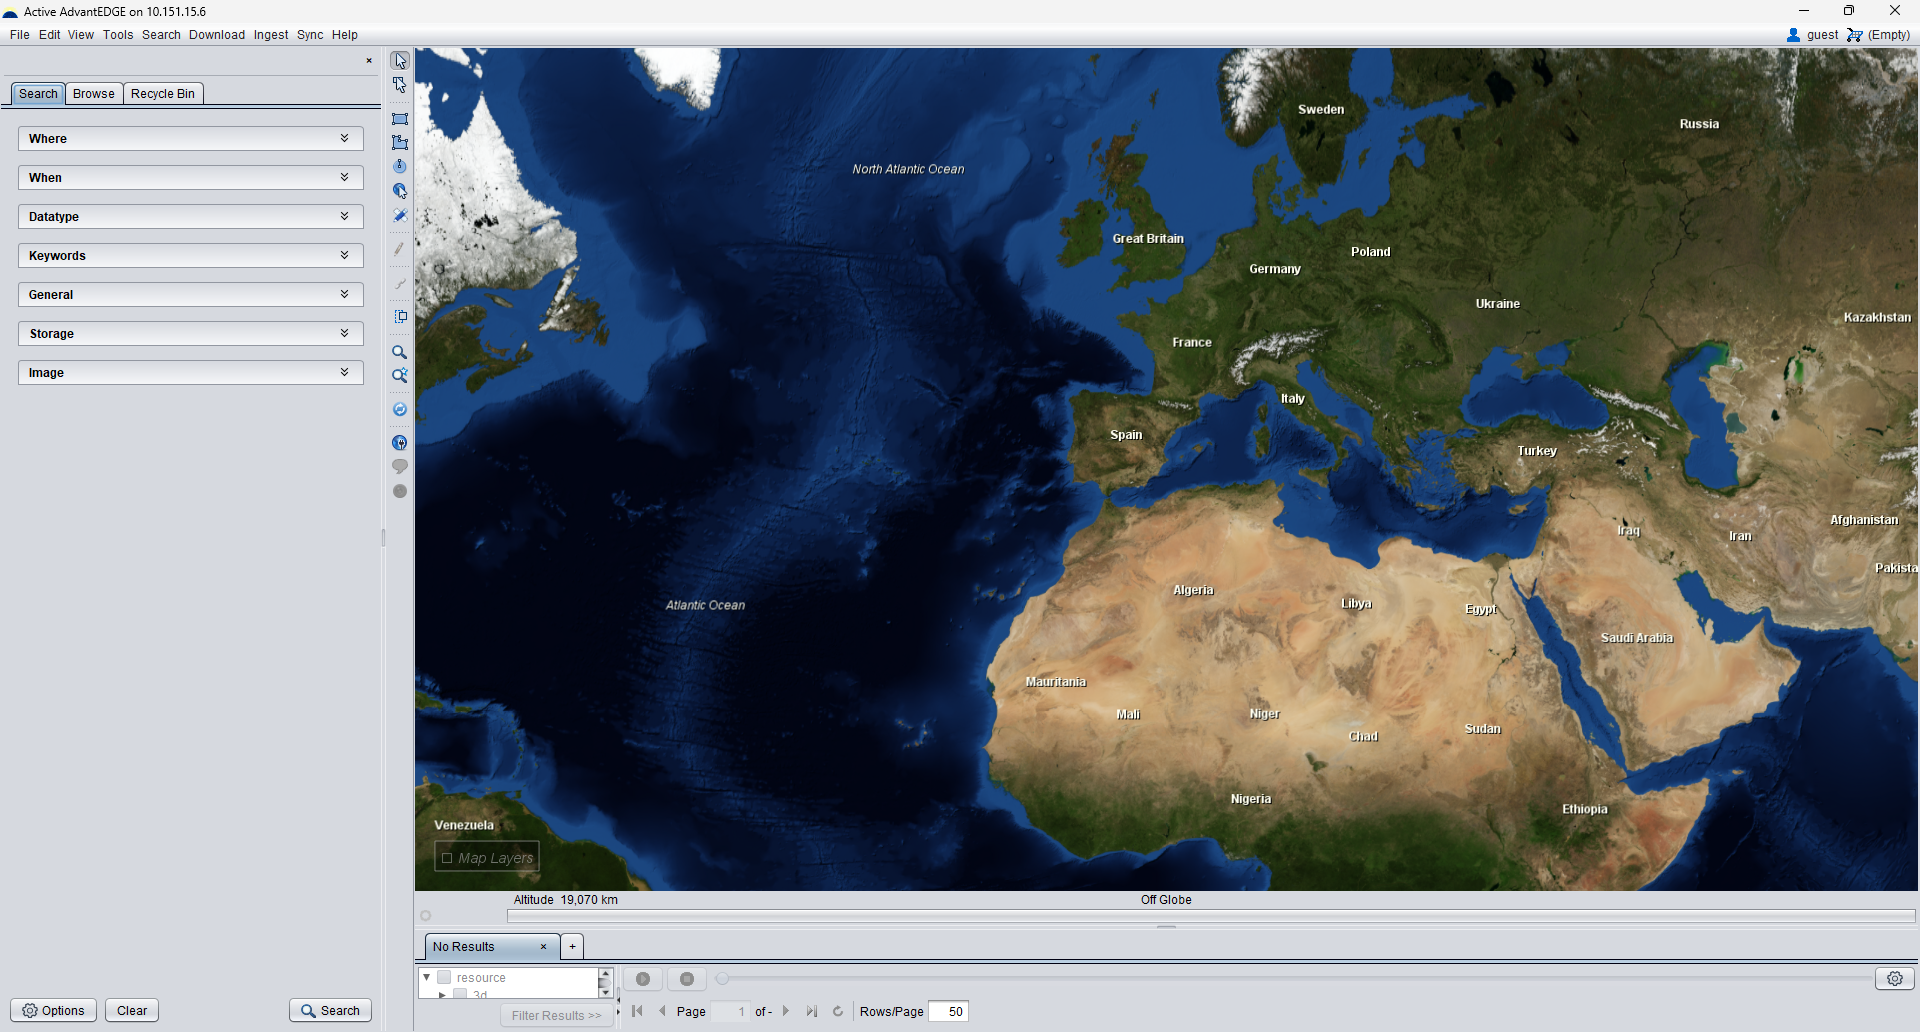 Active AdvantEDGE on 10.151.15.6
File Edit View Tools Search Download Ingest Sync Help
guest (Empty)
Search Browse Recycle Bin
Where
When
Datatype
Keywords
General
Storage
Image
Options Clear Search
Sweden
Russia
North Atlantic Ocean
Great Britain
Poland
Germany
Ukraine
Kazakhstan
France
Italy
Spain
Turkey
Afghanistan
Iraq
Iran
Pakista
Algeria
Libya
Egypt
Atlantic Ocean
Saudi Arabia
Mauritania
Mali
Niger
Sudan
Chad
Nigeria
Ethiopia
Venezuela
Map Layers
Altitude 19,070 km
Off Globe
No Results × +
resource
3d
Filter Results >>
Page 1 of - Rows/Page 50